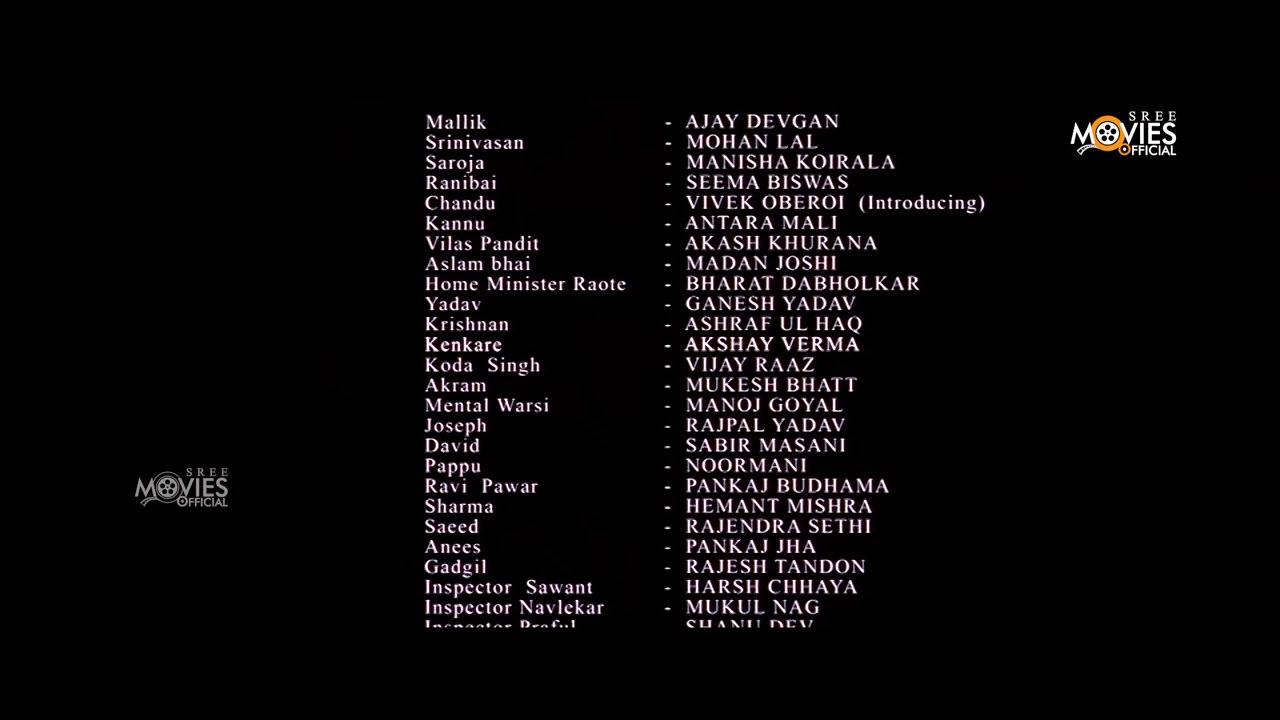 Mallik - AJAY DEVGAN
Srinivasan - MOHAN LAL
Saroja - MANISHA KOIRALA
Ranibai - SEEMA BISWAS
Chandu - VIVEK OBEROI (Introducing)
Kannu - ANTARA MALI
Vilas Pandit - AKASH KHURANA
Aslam bhai - MADAN JOSHI
Home Minister Raote - BHARAT DABHOLKAR
Yadav - GANESH YADAV
Krishnan - ASHRAF UL HAQ
Kenkare - AKSHAY VERMA
Koda Singh - VIJAY RAAZ
Akram - MUKESH BHATT
Mental Warsi - MANOJ GOYAL
Joseph - RAJPAL YADAV
David - SABIR MASANI
Pappu - NOORMANI
Ravi Pawar - PANKAJ BUDHAMA
Sharma - HEMANT MISHRA
Saeed - RAJENDRA SETHI
Anees - PANKAJ JHA
Gadgil - RAJESH TANDON
Inspector Sawant - HARSH CHHAYA
Inspector Navlekar - MUKUL NAG
Inspector Praful - SHANU DEV
SREE
MOVIES
OFFICIAL
SREE
MOVIES
OFFICIAL